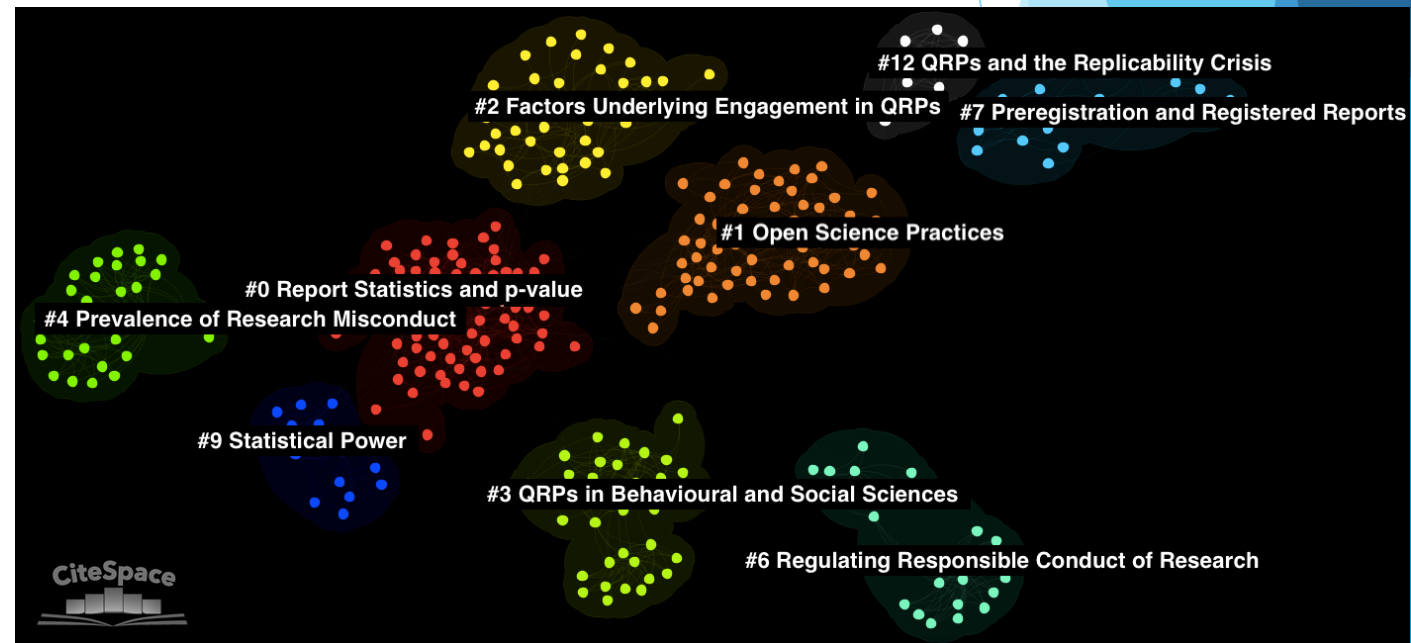 #12 QRPs and the Replicability Crisis
#2 Factors Underlying Engagement in QRPs
#7 Preregistration and Registered Reports
#1 Open Science Practices
#0 Report Statistics and p-value
#4 Prevalence of Research Misconduct
#9 Statistical Power
#3 QRPs in Behavioural and Social Sciences
#6 Regulating Responsible Conduct of Research
CiteSpace